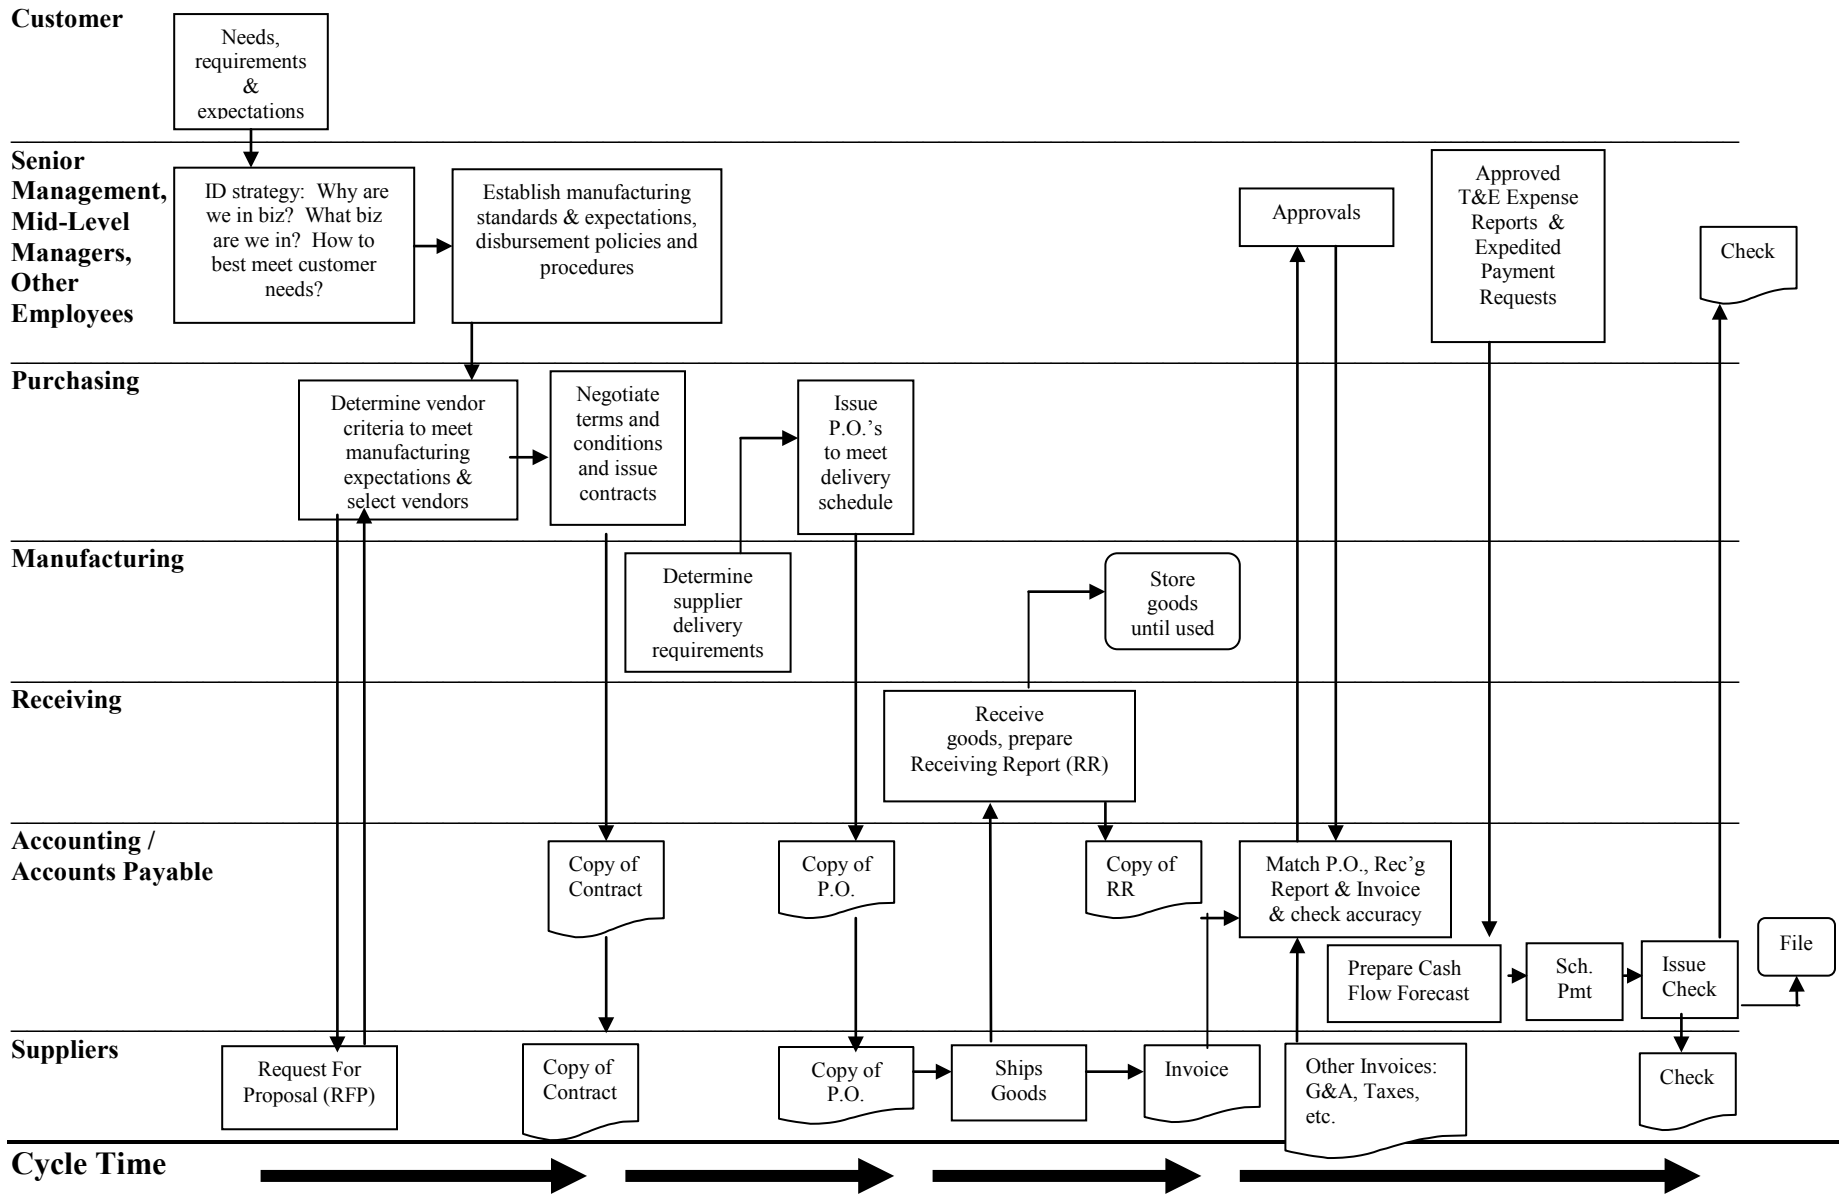 Customer
Needs,
requirements
&
expectations
Senior
Management,
Mid-Level
Managers,
Other
Employees
ID strategy:  Why are
we in biz?  What biz
are we in?  How to
best meet customer
needs?
Establish manufacturing
standards & expectations,
disbursement policies and
procedures
Approvals
Approved
T&E Expense
Reports  &
Expedited
Payment
Requests
Check
Purchasing
Determine vendor
criteria to meet
manufacturing
expectations &
select vendors
Negotiate
terms and
conditions
and issue
contracts
Issue
P.O.’s
to meet
delivery
schedule
Manufacturing
Determine
supplier
delivery
requirements
Store
goods
until used
Receiving
Receive
goods, prepare
Receiving Report (RR)
Accounting /
Accounts Payable
Copy of
Contract
Copy of
P.O.
Copy of
RR
Match P.O., Rec’g
Report & Invoice
& check accuracy
Prepare Cash
Flow Forecast
Sch.
Pmt
Issue
Check
File
Suppliers
Request For
Proposal (RFP)
Copy of
Contract
Copy of
P.O.
Ships
Goods
Invoice
Other Invoices:
G&A, Taxes,
etc.
Check
Cycle Time